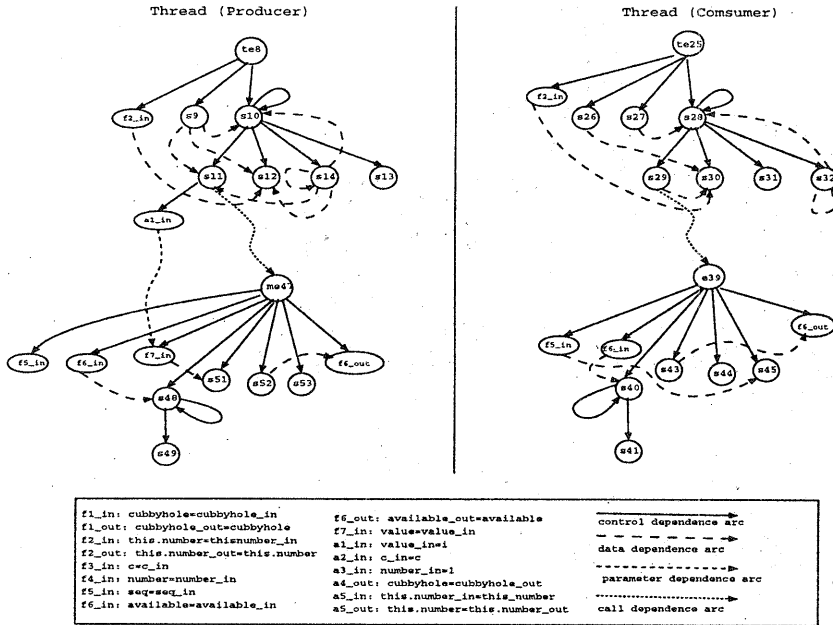 Thread (Producer)
Thread (Comsumer)
te8
te25
f2_in
s9
s10
f2_in
s26
s27
s28
s11
s12
s14
s13
s29
s30
s31
s32
a1_in
me47
e39
f5_in
f6_in
f7_in
s51
s52
s53
f6_out
f5_in
f6_in
s43
s44
s45
f6_out
s48
s40
s49
s41
f1_in: cubbyhole=cubbyhole_in
f1_out: cubbyhole_out=cubbyhole
f2_in: this.number=thisnumber_in
f2_out: this.number_out=this.number
f3_in: c=c_in
f4_in: number=number_in
f5_in: seq=seq_in
f6_in: available=available_in
f6_out: available_out=available
f7_in: value=value_in
a1_in: value_in=i
a2_in: c_in=c
a3_in: number_in=1
a4_out: cubbyhole=cubbyhole_out
a5_in: this.number_in=this.number
a5_out: this.number=this.number_out
control dependence arc
data dependence arc
parameter dependence arc
call dependence arc